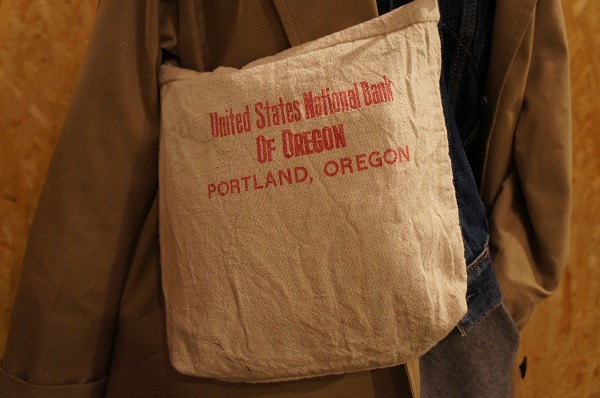 United States National Bank
OF OREGON
PORTLAND, OREGON